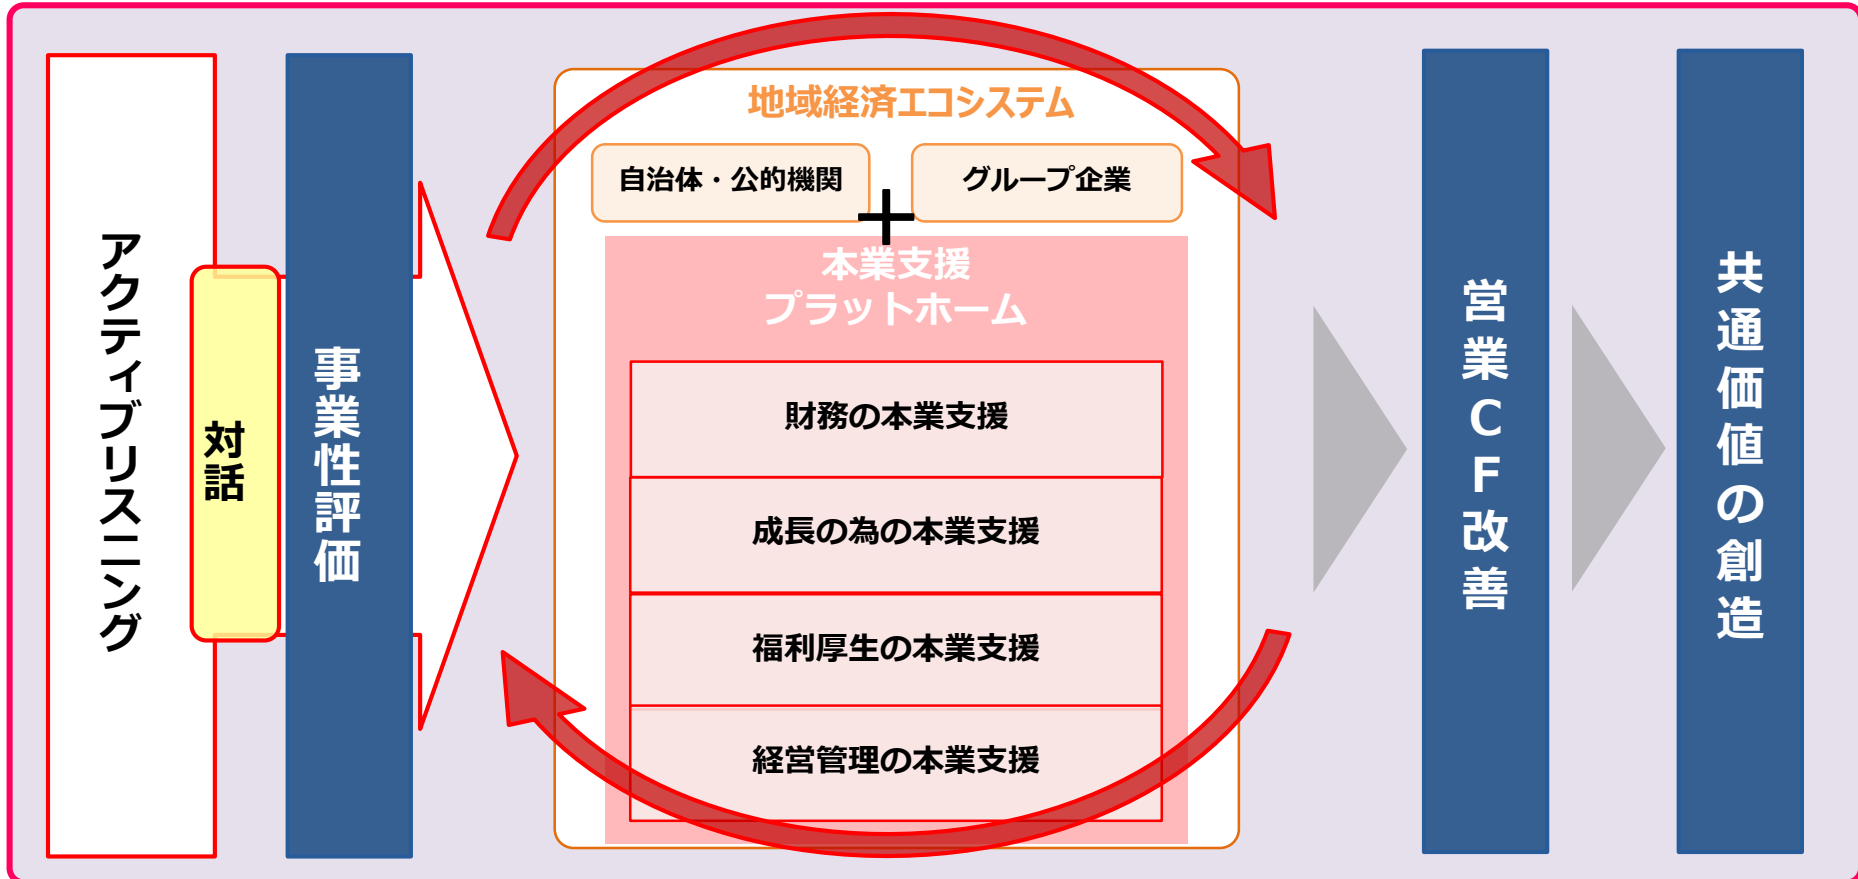 アクティブリスニング
対話
事業性評価
地域経済エコシステム
自治体・公的機関
グループ企業
＋
本業支援
プラットホーム
財務の本業支援
成長の為の本業支援
福利厚生の本業支援
経営管理の本業支援
営業CF改善
共通価値の創造